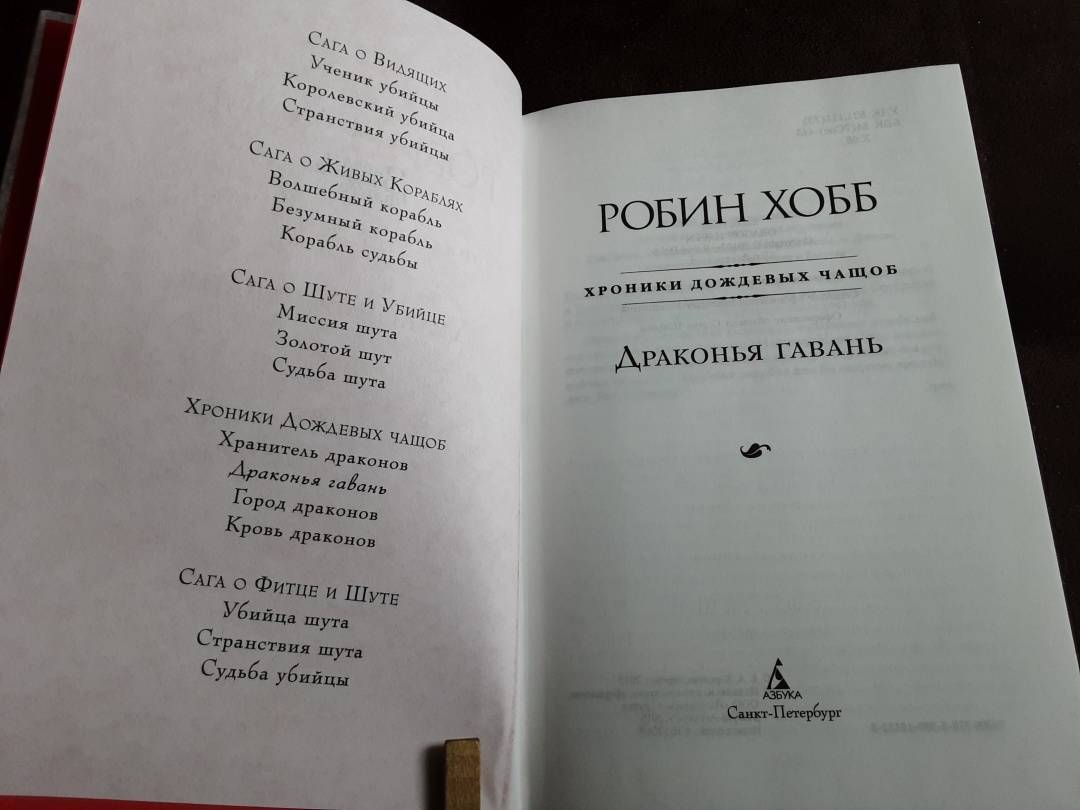 Сага о Видящих
Ученик убийцы
Королевский убийца
Странствия убийцы
Сага о Живых Кораблях
Волшебный корабль
Безумный корабль
Корабль судьбы
Сага о Шуте и Убийце
Миссия шута
Золотой шут
Судьба шута
Хроники Дождевых чащоб
Хранитель драконов
Драконья гавань
Город драконов
Кровь драконов
Сага о Фитце и Шуте
Убийца шута
Странствия шута
Судьба убийцы
РОБИН ХОББ
ХРОНИКИ ДОЖДЕВЫХ ЧАЩОБ
Драконья гавань
АЗБУКА
Санкт-Петербург